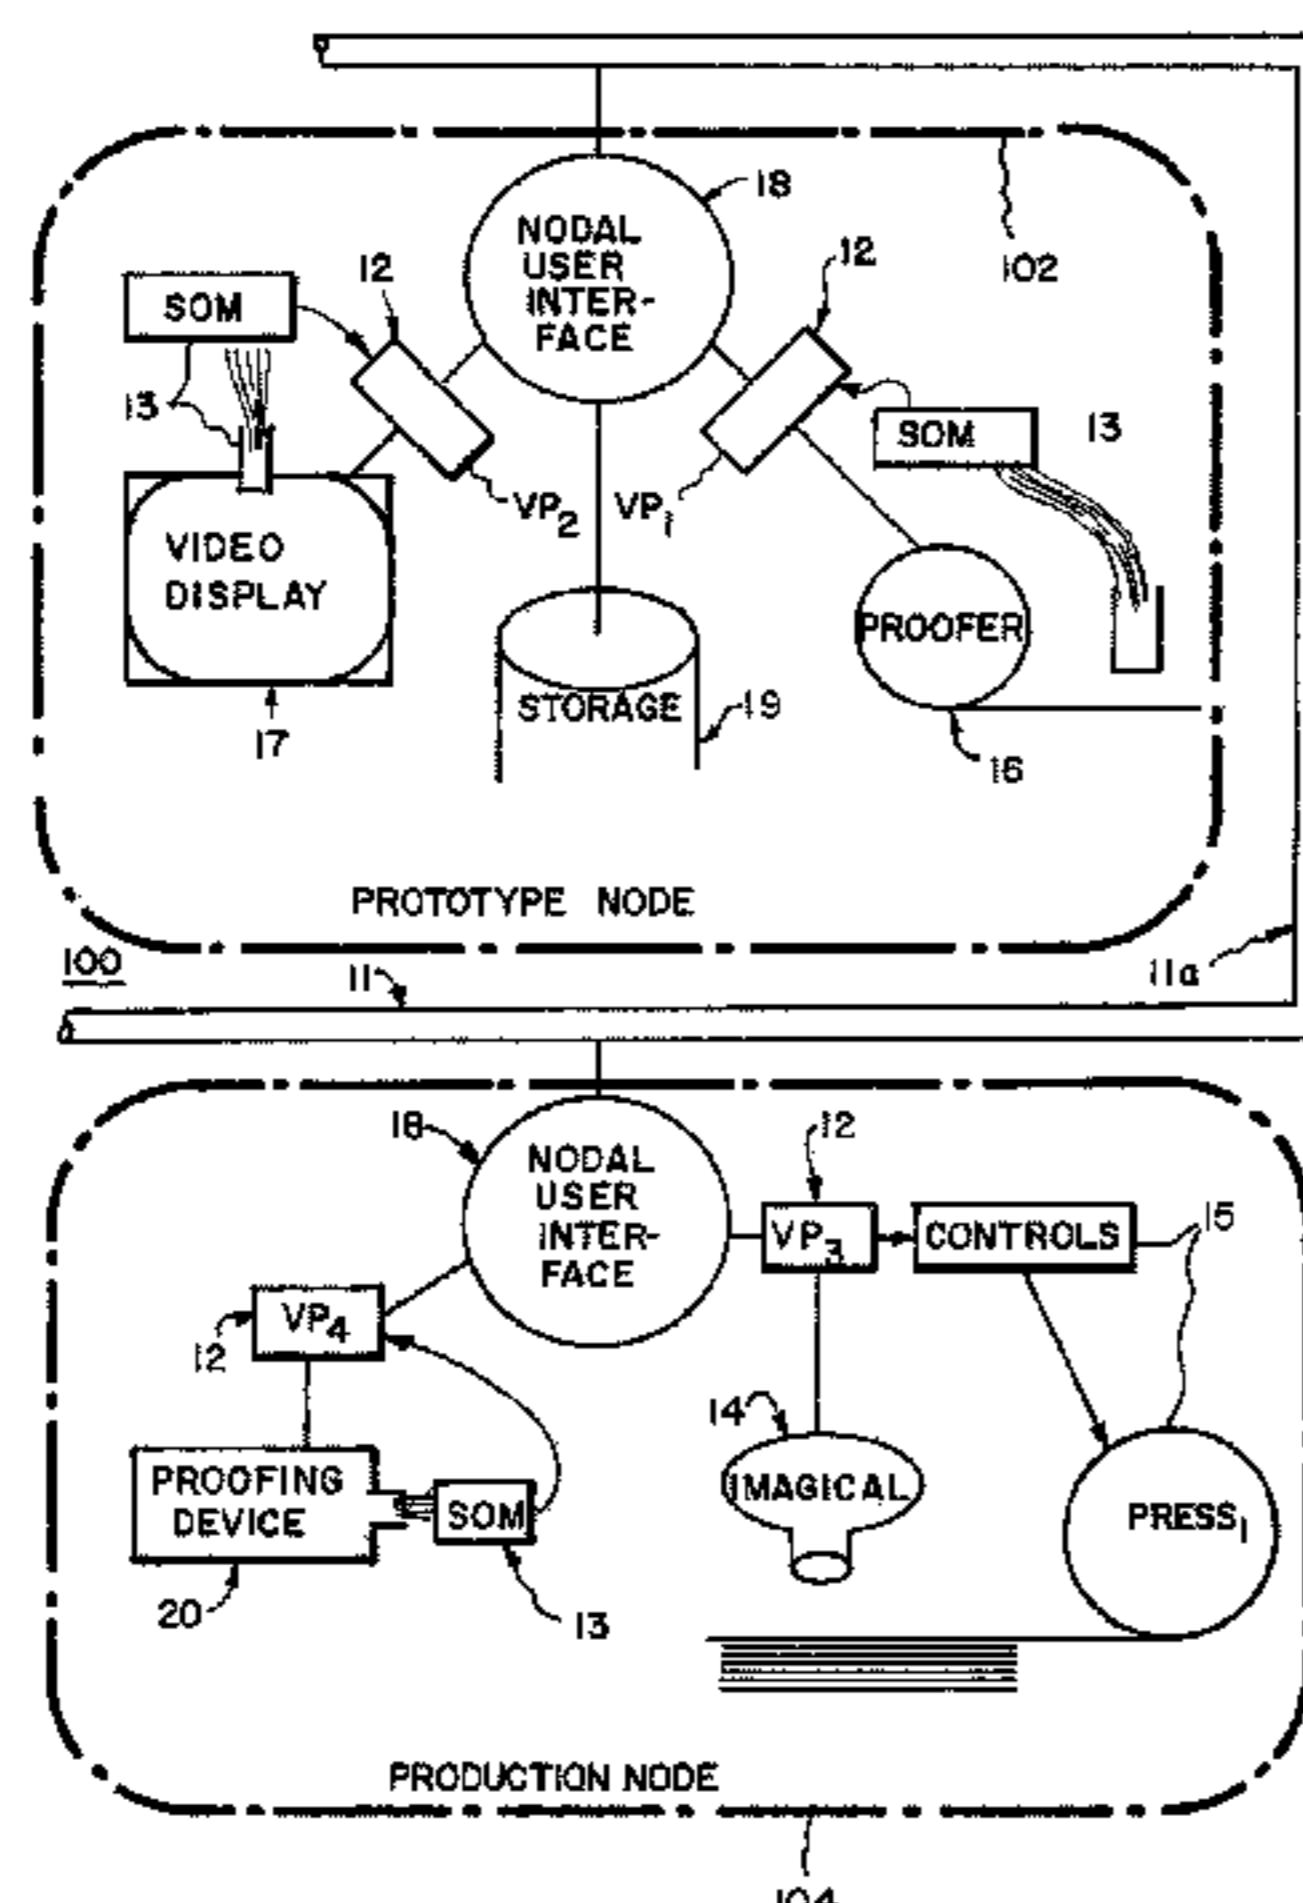 18
NODAL
USER
INTER-
FACE
12
12
102
SOM
13
SOM
13
VP2
VP1
VIDEO
DISPLAY
PROOFER
STORAGE
19
17
16
PROTOTYPE NODE
100
11
11a
18
12
NODAL
USER
INTER-
FACE
15
VP3
CONTROLS
VP4
12
14
PROOFING
DEVICE
SOM
IMAGICAL
PRESS1
20
13
PRODUCTION NODE
104